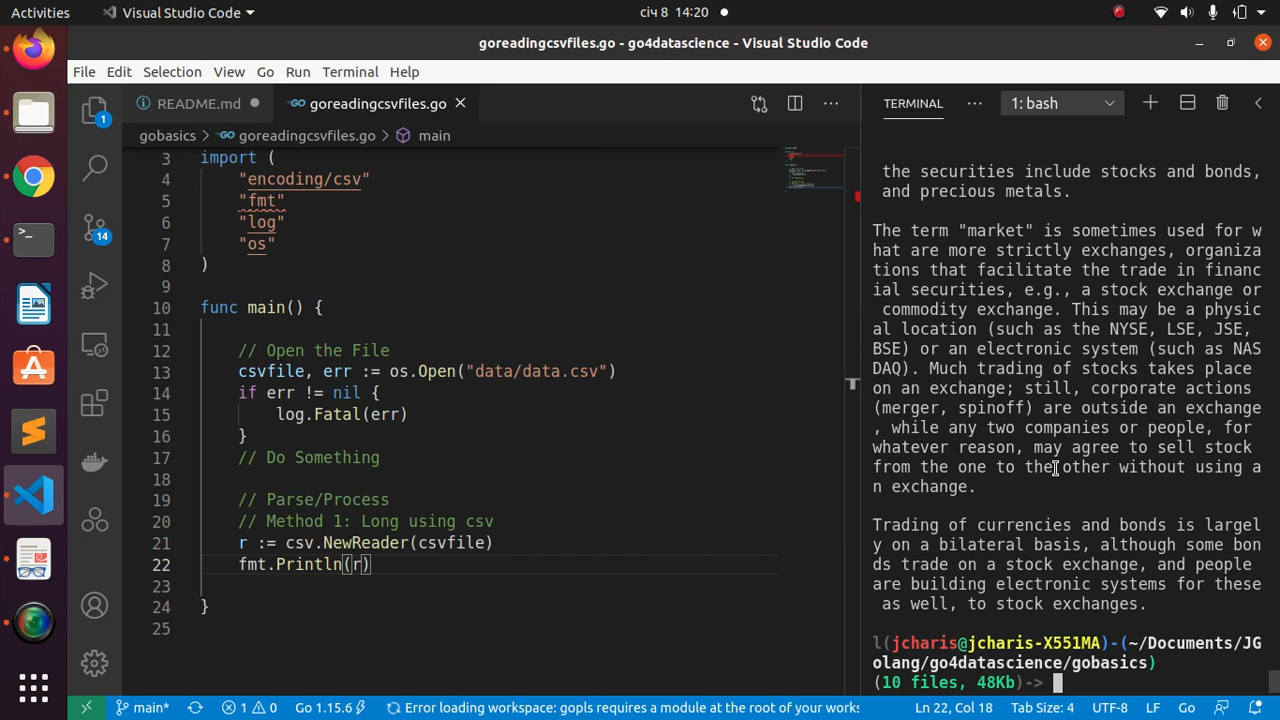 Activities
Visual Studio Code
січ 8 14:20
goreadingcsvfiles.go - go4datascience - Visual Studio Code
File Edit Selection View Go Run Terminal Help
README.md
goreadingcsvfiles.go
TERMINAL
1: bash
gobasics > goreadingcsvfiles.go > main
3 import (
4 "encoding/csv"
5 "fmt"
6 "log"
7 "os"
8 )
9
10 func main() {
11
12 // Open the File
13 csvfile, err := os.Open("data/data.csv")
14 if err != nil {
15 log.Fatal(err)
16 }
17 // Do Something
18
19 // Parse/Process
20 // Method 1: Long using csv
21 r := csv.NewReader(csvfile)
22 fmt.Println(r)
23
24 }
25
the securities include stocks and bonds,
and precious metals.
The term "market" is sometimes used for w
hat are more strictly exchanges, organiza
tions that facilitate the trade in financ
ial securities, e.g., a stock exchange or
commodity exchange. This may be a physic
al location (such as the NYSE, LSE, JSE,
BSE) or an electronic system (such as NAS
DAQ). Much trading of stocks takes place
on an exchange; still, corporate actions
(merger, spinoff) are outside an exchange
, while any two companies or people, for
whatever reason, may agree to sell stock
from the one to the other without using a
n exchange.
Trading of currencies and bonds is largel
y on a bilateral basis, although some bon
ds trade on a stock exchange, and people
are building electronic systems for these
as well, to stock exchanges.
l(jcharis@jcharis-X551MA)-(~/Documents/JG
olang/go4datascience/gobasics)
(10 files, 48Kb)->
1
14
main*
1 0
Go 1.15.6
Error loading workspace: gopls requires a module at the root of your works
Ln 22, Col 18
Tab Size: 4
UTF-8
LF
Go